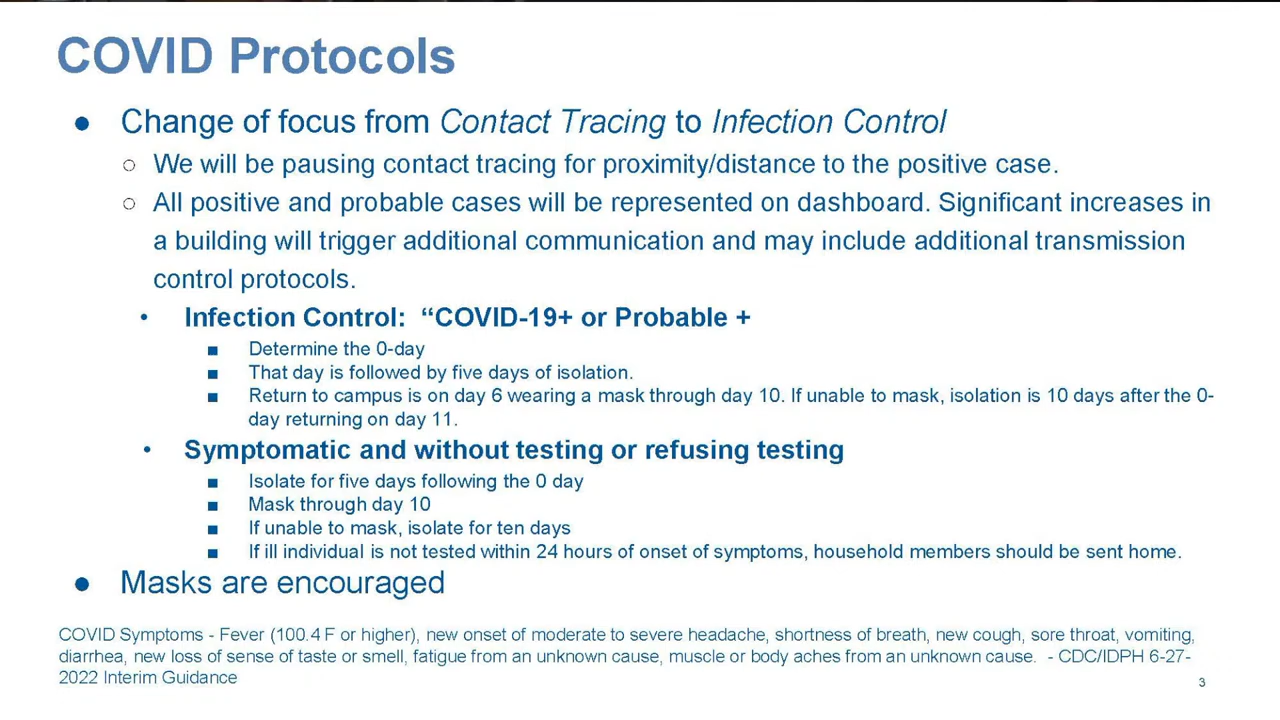 COVID Protocols
● Change of focus from Contact Tracing to Infection Control
○ We will be pausing contact tracing for proximity/distance to the positive case.
○ All positive and probable cases will be represented on dashboard. Significant increases in
a building will trigger additional communication and may include additional transmission
control protocols.
• Infection Control: “COVID-19+ or Probable +
■ Determine the 0-day
■ That day is followed by five days of isolation.
■ Return to campus is on day 6 wearing a mask through day 10. If unable to mask, isolation is 10 days after the 0-
day returning on day 11.
• Symptomatic and without testing or refusing testing
■ Isolate for five days following the 0 day
■ Mask through day 10
■ If unable to mask, isolate for ten days
■ If ill individual is not tested within 24 hours of onset of symptoms, household members should be sent home.
● Masks are encouraged
COVID Symptoms - Fever (100.4 F or higher), new onset of moderate to severe headache, shortness of breath, new cough, sore throat, vomiting,
diarrhea, new loss of sense of taste or smell, fatigue from an unknown cause, muscle or body aches from an unknown cause. - CDC/IDPH 6-27-
2022 Interim Guidance
3